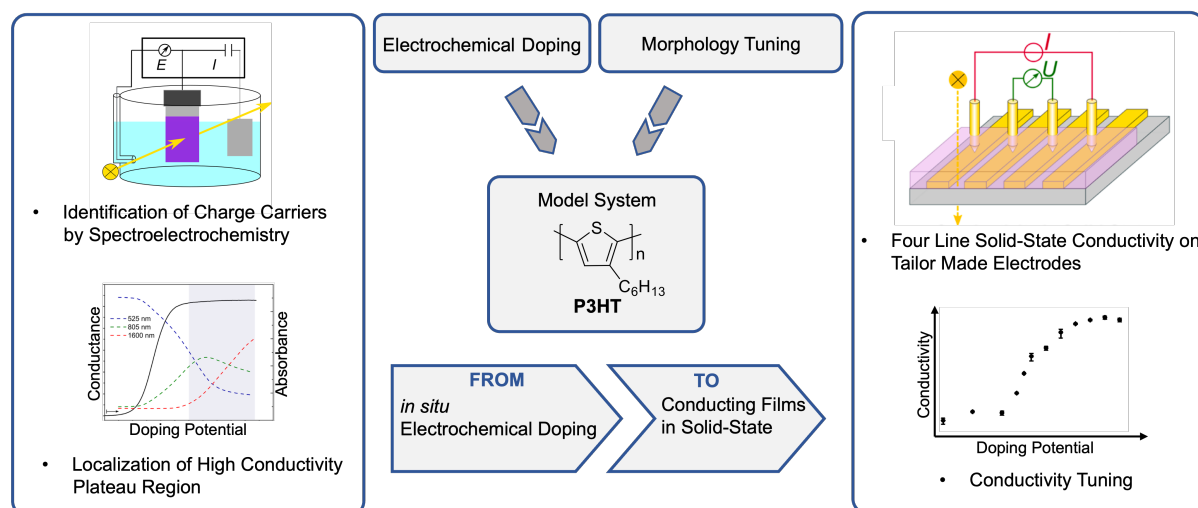 E
I
• Identification of Charge Carriers
by Spectroelectrochemistry
Conductance
525 nm
805 nm
1600 nm
Absorbance
Doping Potential
• Localization of High Conductivity
Plateau Region
Electrochemical Doping
Morphology Tuning
Model System
S
n
C6H13
P3HT
FROM
in situ
Electrochemical Doping
TO
Conducting Films
in Solid-State
I
U
• Four Line Solid-State Conductivity on
Tailor Made Electrodes
Conductivity
Doping Potential
• Conductivity Tuning